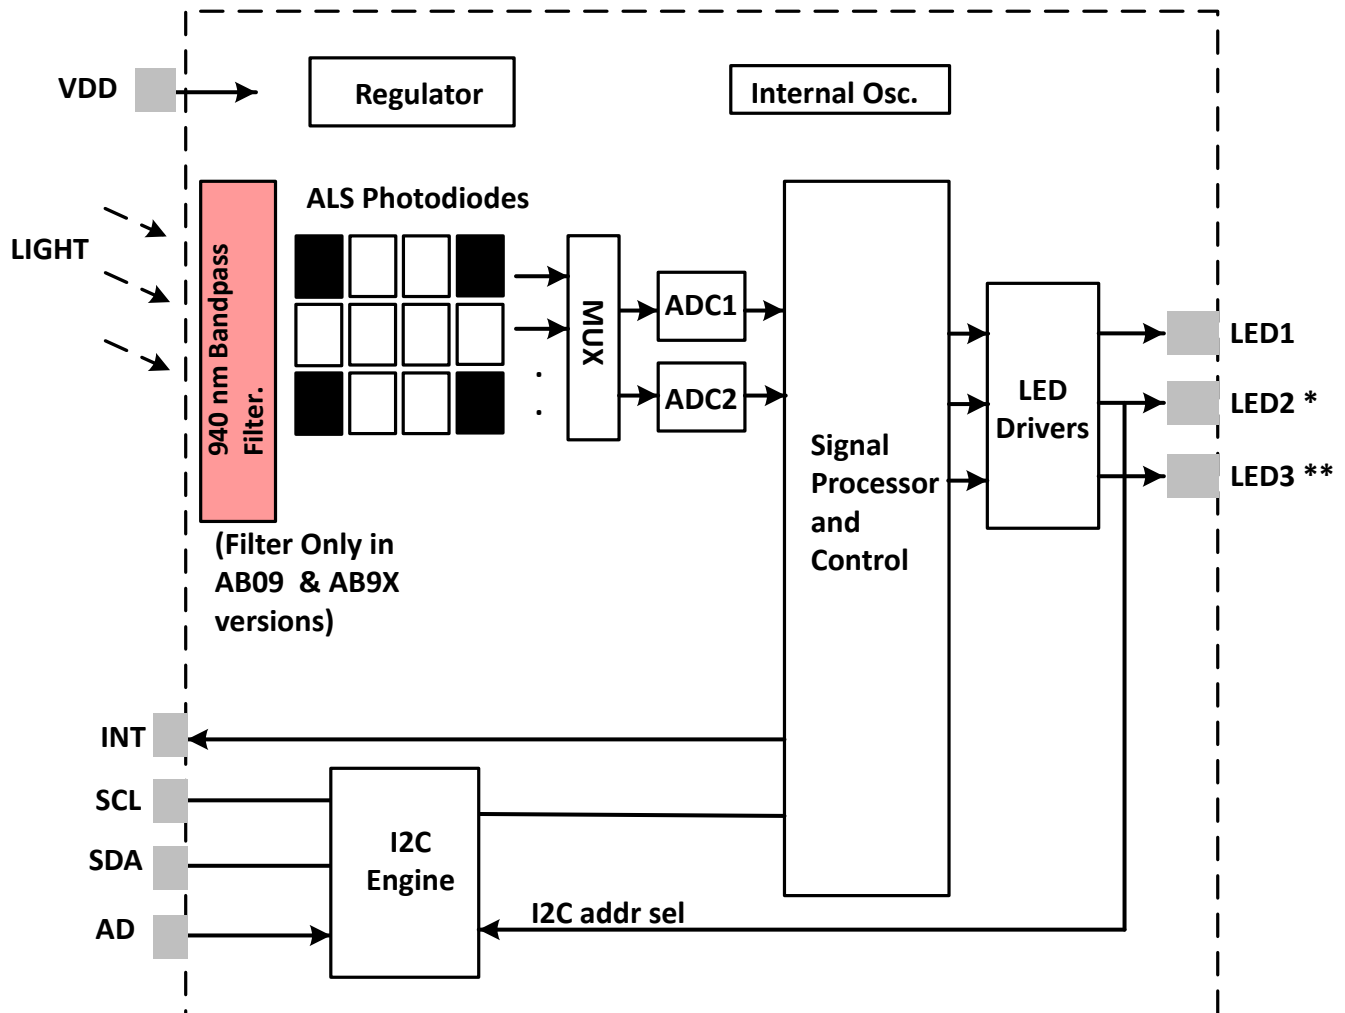 VDD
Regulator
Internal Osc.
ALS Photodiodes
LIGHT
940 nm Bandpass
Filter.
MUX
ADC1
ADC2
Signal
Processor
and
Control
LED
Drivers
LED1
LED2 *
LED3 **
(Filter Only in
AB09 & AB9X
versions)
INT
SCL
SDA
AD
I2C
Engine
I2C addr sel